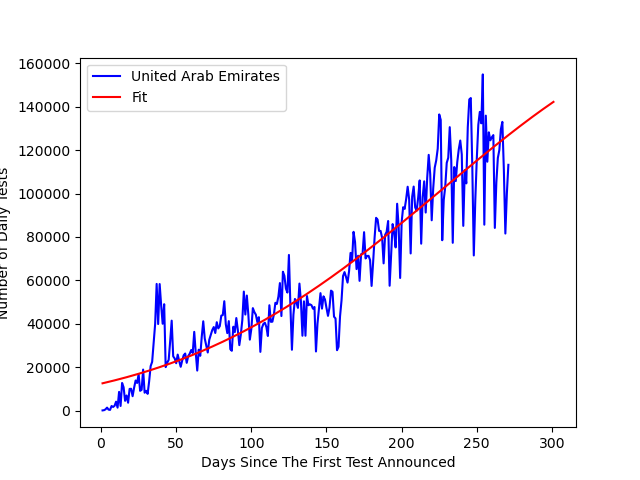 United Arab Emirates
Fit
160000
140000
120000
100000
80000
60000
40000
20000
0
Number of Daily Tests
0 50 100 150 200 250 300
Days Since The First Test Announced